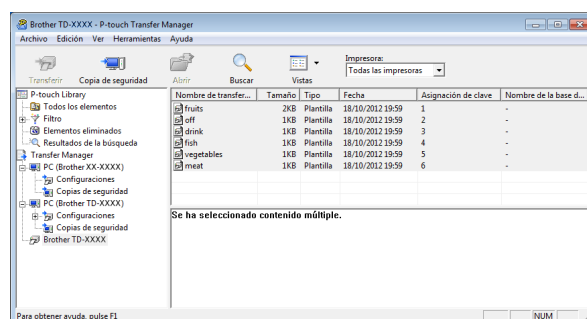 Brother TD-XXXX - P-touch Transfer Manager
Archivo Edición Ver Herramientas Ayuda
Impresora:
Todas las impresoras
Transferir Copia de seguridad Abrir Buscar Vistas
P-touch Library
Todos los elementos
Filtro
Elementos eliminados
Resultados de la búsqueda
Transfer Manager
PC (Brother XX-XXXX)
Configuraciones
Copias de seguridad
PC (Brother TD-XXXX)
Configuraciones
Copias de seguridad
Brother TD-XXXX
Nombre de transfer... Tamaño Tipo Fecha Asignación de clave Nombre de la base d...
fruits 2KB Plantilla 18/10/2012 19:59 1 -
off 1KB Plantilla 18/10/2012 19:59 2 -
drink 1KB Plantilla 18/10/2012 19:59 3 -
fish 1KB Plantilla 18/10/2012 19:59 4 -
vegetables 1KB Plantilla 18/10/2012 19:59 5 -
meat 1KB Plantilla 18/10/2012 19:59 6 -
Se ha seleccionado contenido múltiple.
Para obtener ayuda, pulse F1
NUM